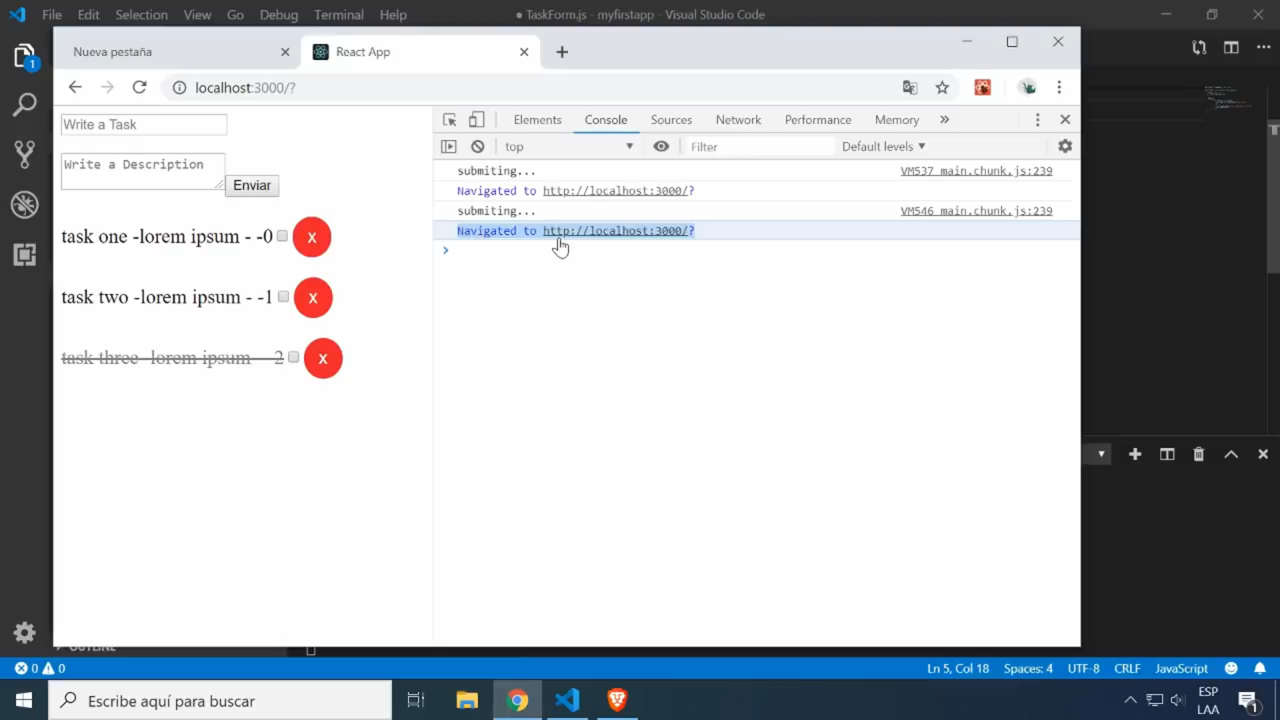 File Edit Selection View Go Debug Terminal Help
● TaskForm.js - myfirstapp - Visual Studio Code
Nueva pestaña
React App
localhost:3000/?
Write a Task
Write a Description
Enviar
task one -lorem ipsum - -0 X
task two -lorem ipsum - -1 X
task three -lorem ipsum - -2 X
Elements Console Sources Network Performance Memory »
top Filter Default levels ▼
submiting... VM537 main.chunk.js:239
Navigated to http://localhost:3000/?
submiting... VM546 main.chunk.js:239
Navigated to http://localhost:3000/?
OUTLINE
0 0
Ln 5, Col 18 Spaces: 4 UTF-8 CRLF JavaScript
Escribe aquí para buscar
ESP
LAA
1
1